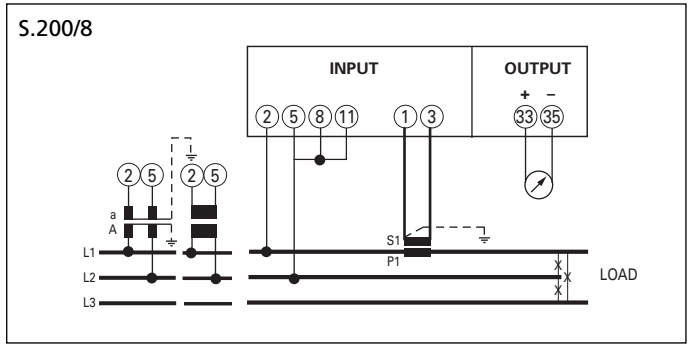 S.200/8
INPUT OUTPUT
+ –
2 5 8 11 1 3 33 35
2 5 2 5
a
A
S1
P1
L1
L2
L3
X
X
X
LOAD